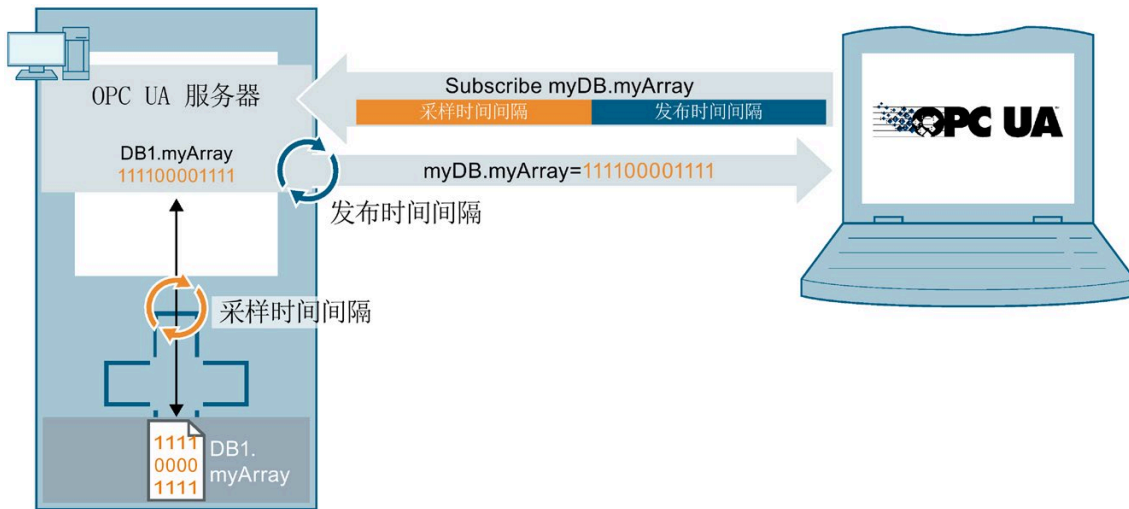 OPC UA 服务器
Subscribe myDB.myArray
采样时间间隔
发布时间间隔
OPC UA
DB1.myArray
111100001111
myDB.myArray=111100001111
发布时间间隔
采样时间间隔
1111
0000
1111
DB1.
myArray